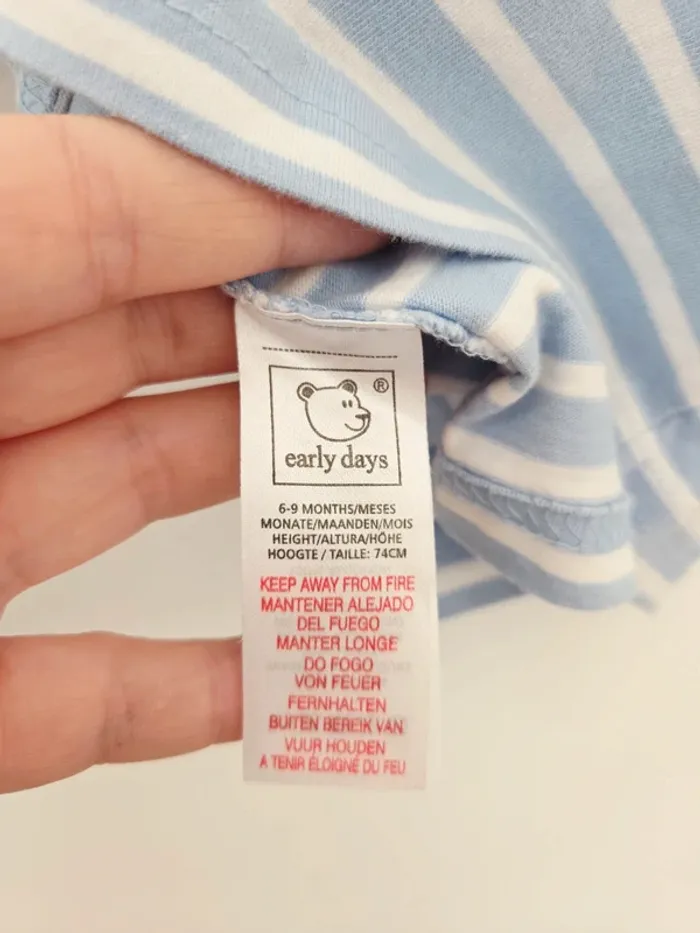 ®
early days
6-9 MONTHS/MESES
MONATE/MAANDEN/MOIS
HEIGHT/ALTURA/HÖHE
HOOGTE / TAILLE: 74CM
KEEP AWAY FROM FIRE
MANTENER ALEJADO
DEL FUEGO
MANTER LONGE
DO FOGO
VON FEUER
FERNHALTEN
BUITEN BEREIK VAN
VUUR HOUDEN
A TENIR ÉLOIGNÉ DU FEU